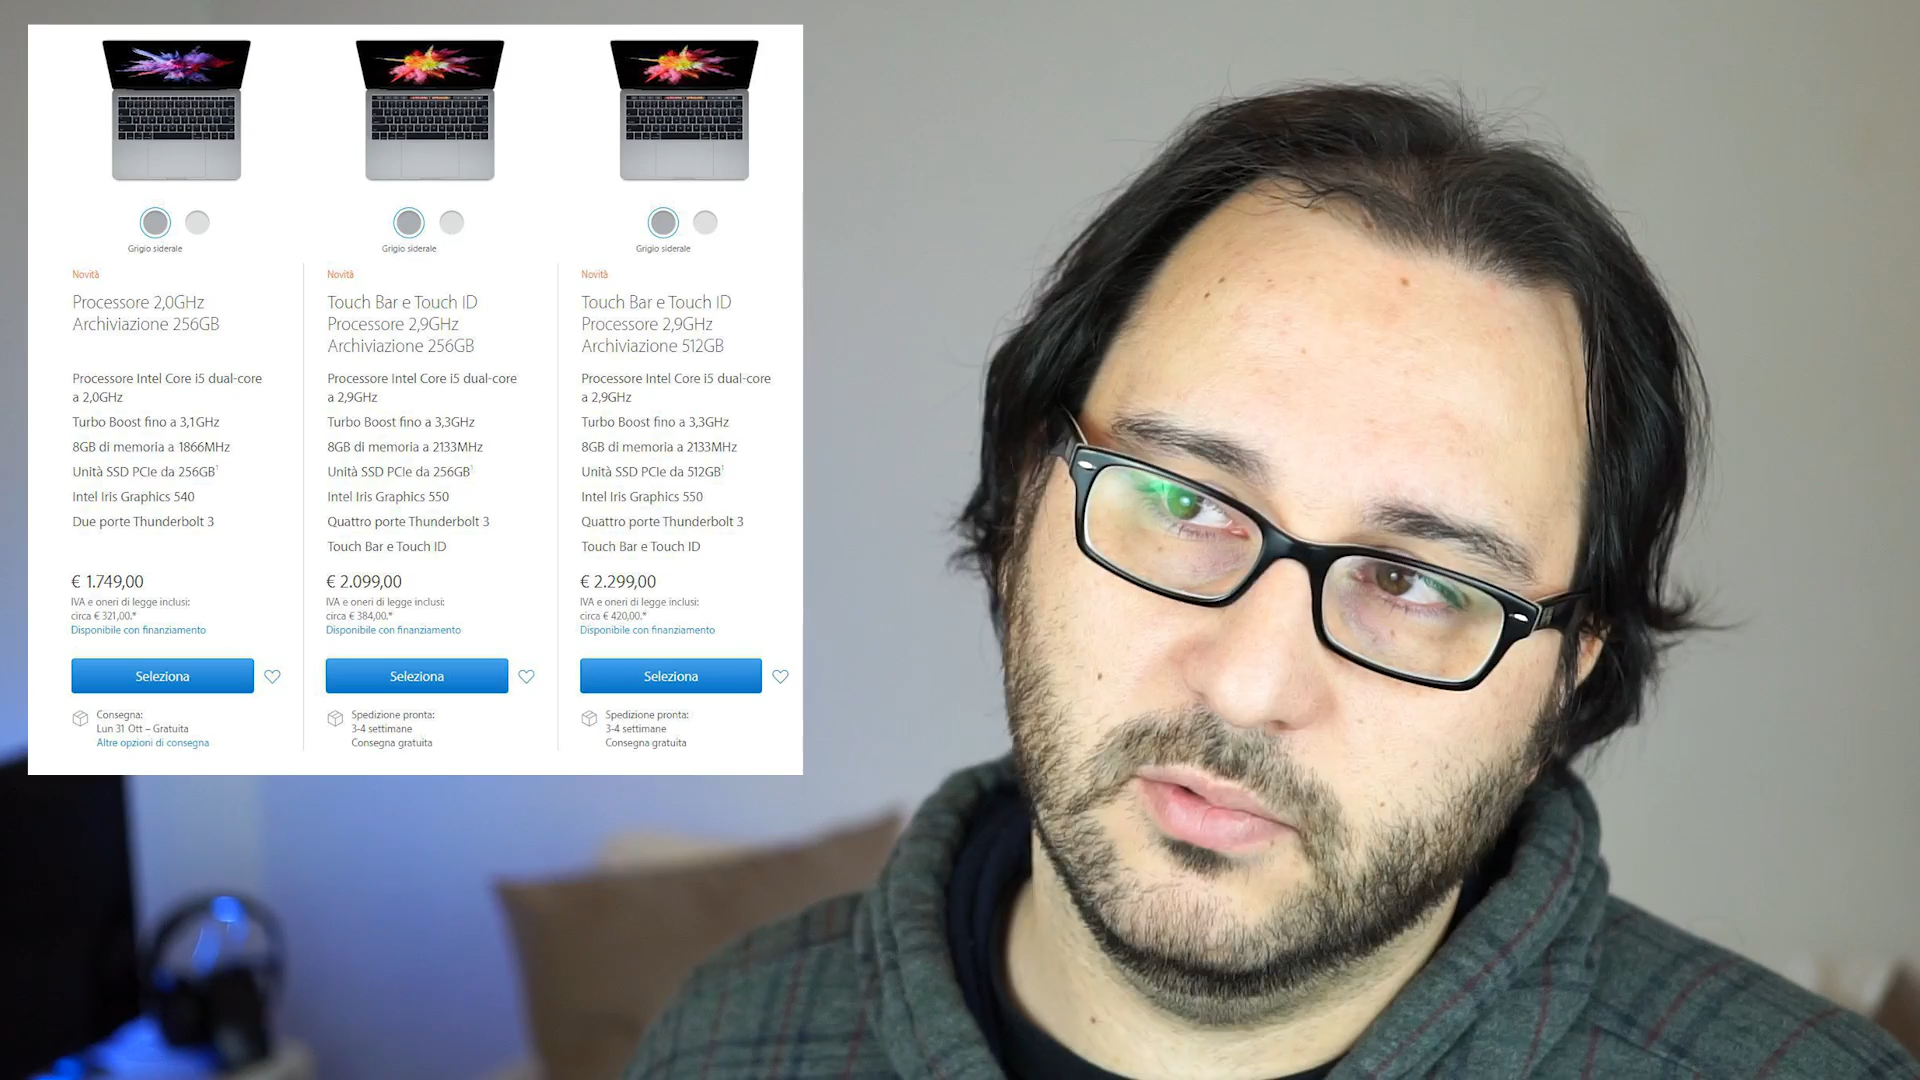 Grigio siderale
Novità
Processore 2,0GHz
Archiviazione 256GB
Processore Intel Core i5 dual-core
a 2,0GHz
Turbo Boost fino a 3,1GHz
8GB di memoria a 1866MHz
Unità SSD PCIe da 256GB¹
Intel Iris Graphics 540
Due porte Thunderbolt 3
€ 1.749,00
IVA e oneri di legge inclusi:
circa € 321,00.*
Disponibile con finanziamento
Seleziona
Consegna:
Lun 31 Ott – Gratuita
Altre opzioni di consegna
Grigio siderale
Novità
Touch Bar e Touch ID
Processore 2,9GHz
Archiviazione 256GB
Processore Intel Core i5 dual-core
a 2,9GHz
Turbo Boost fino a 3,3GHz
8GB di memoria a 2133MHz
Unità SSD PCIe da 256GB¹
Intel Iris Graphics 550
Quattro porte Thunderbolt 3
Touch Bar e Touch ID
€ 2.099,00
IVA e oneri di legge inclusi:
circa € 384,00.*
Disponibile con finanziamento
Seleziona
Spedizione pronta:
3-4 settimane
Consegna gratuita
Grigio siderale
Novità
Touch Bar e Touch ID
Processore 2,9GHz
Archiviazione 512GB
Processore Intel Core i5 dual-core
a 2,9GHz
Turbo Boost fino a 3,3GHz
8GB di memoria a 2133MHz
Unità SSD PCIe da 512GB¹
Intel Iris Graphics 550
Quattro porte Thunderbolt 3
Touch Bar e Touch ID
€ 2.299,00
IVA e oneri di legge inclusi:
circa € 420,00.*
Disponibile con finanziamento
Seleziona
Spedizione pronta:
3-4 settimane
Consegna gratuita